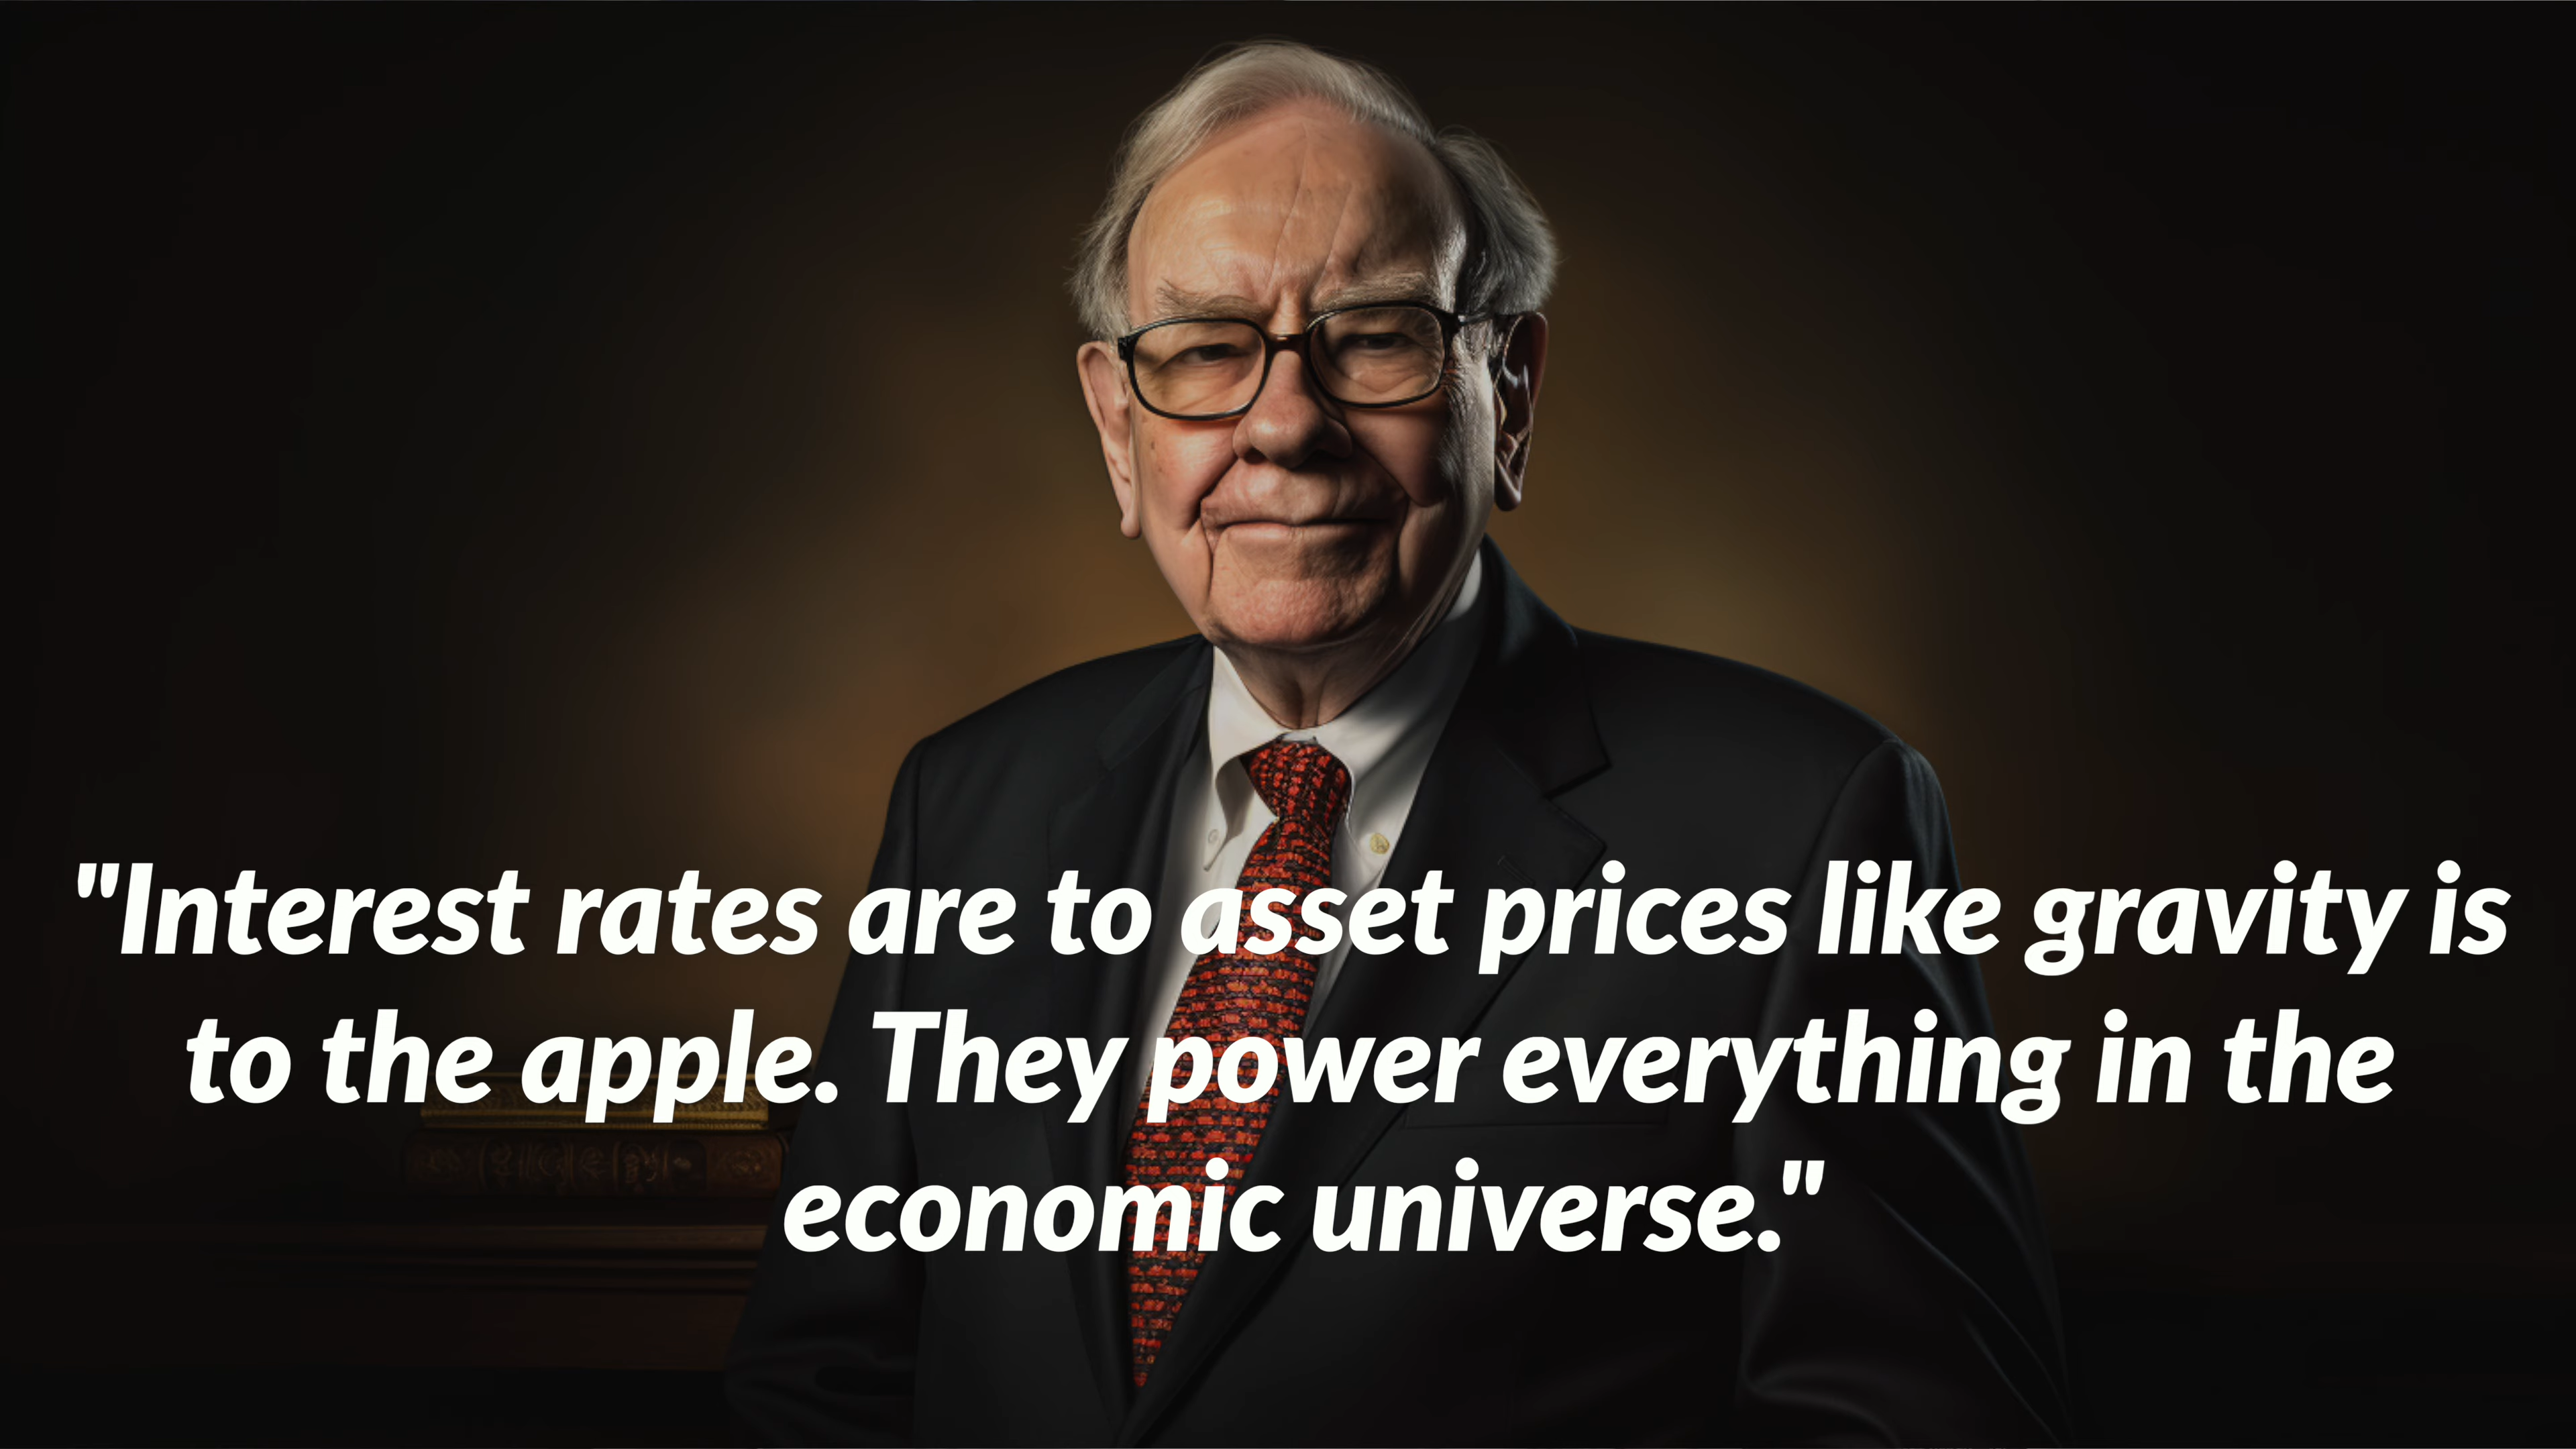 "Interest rates are to asset prices like gravity is
to the apple. They power everything in the
economic universe."